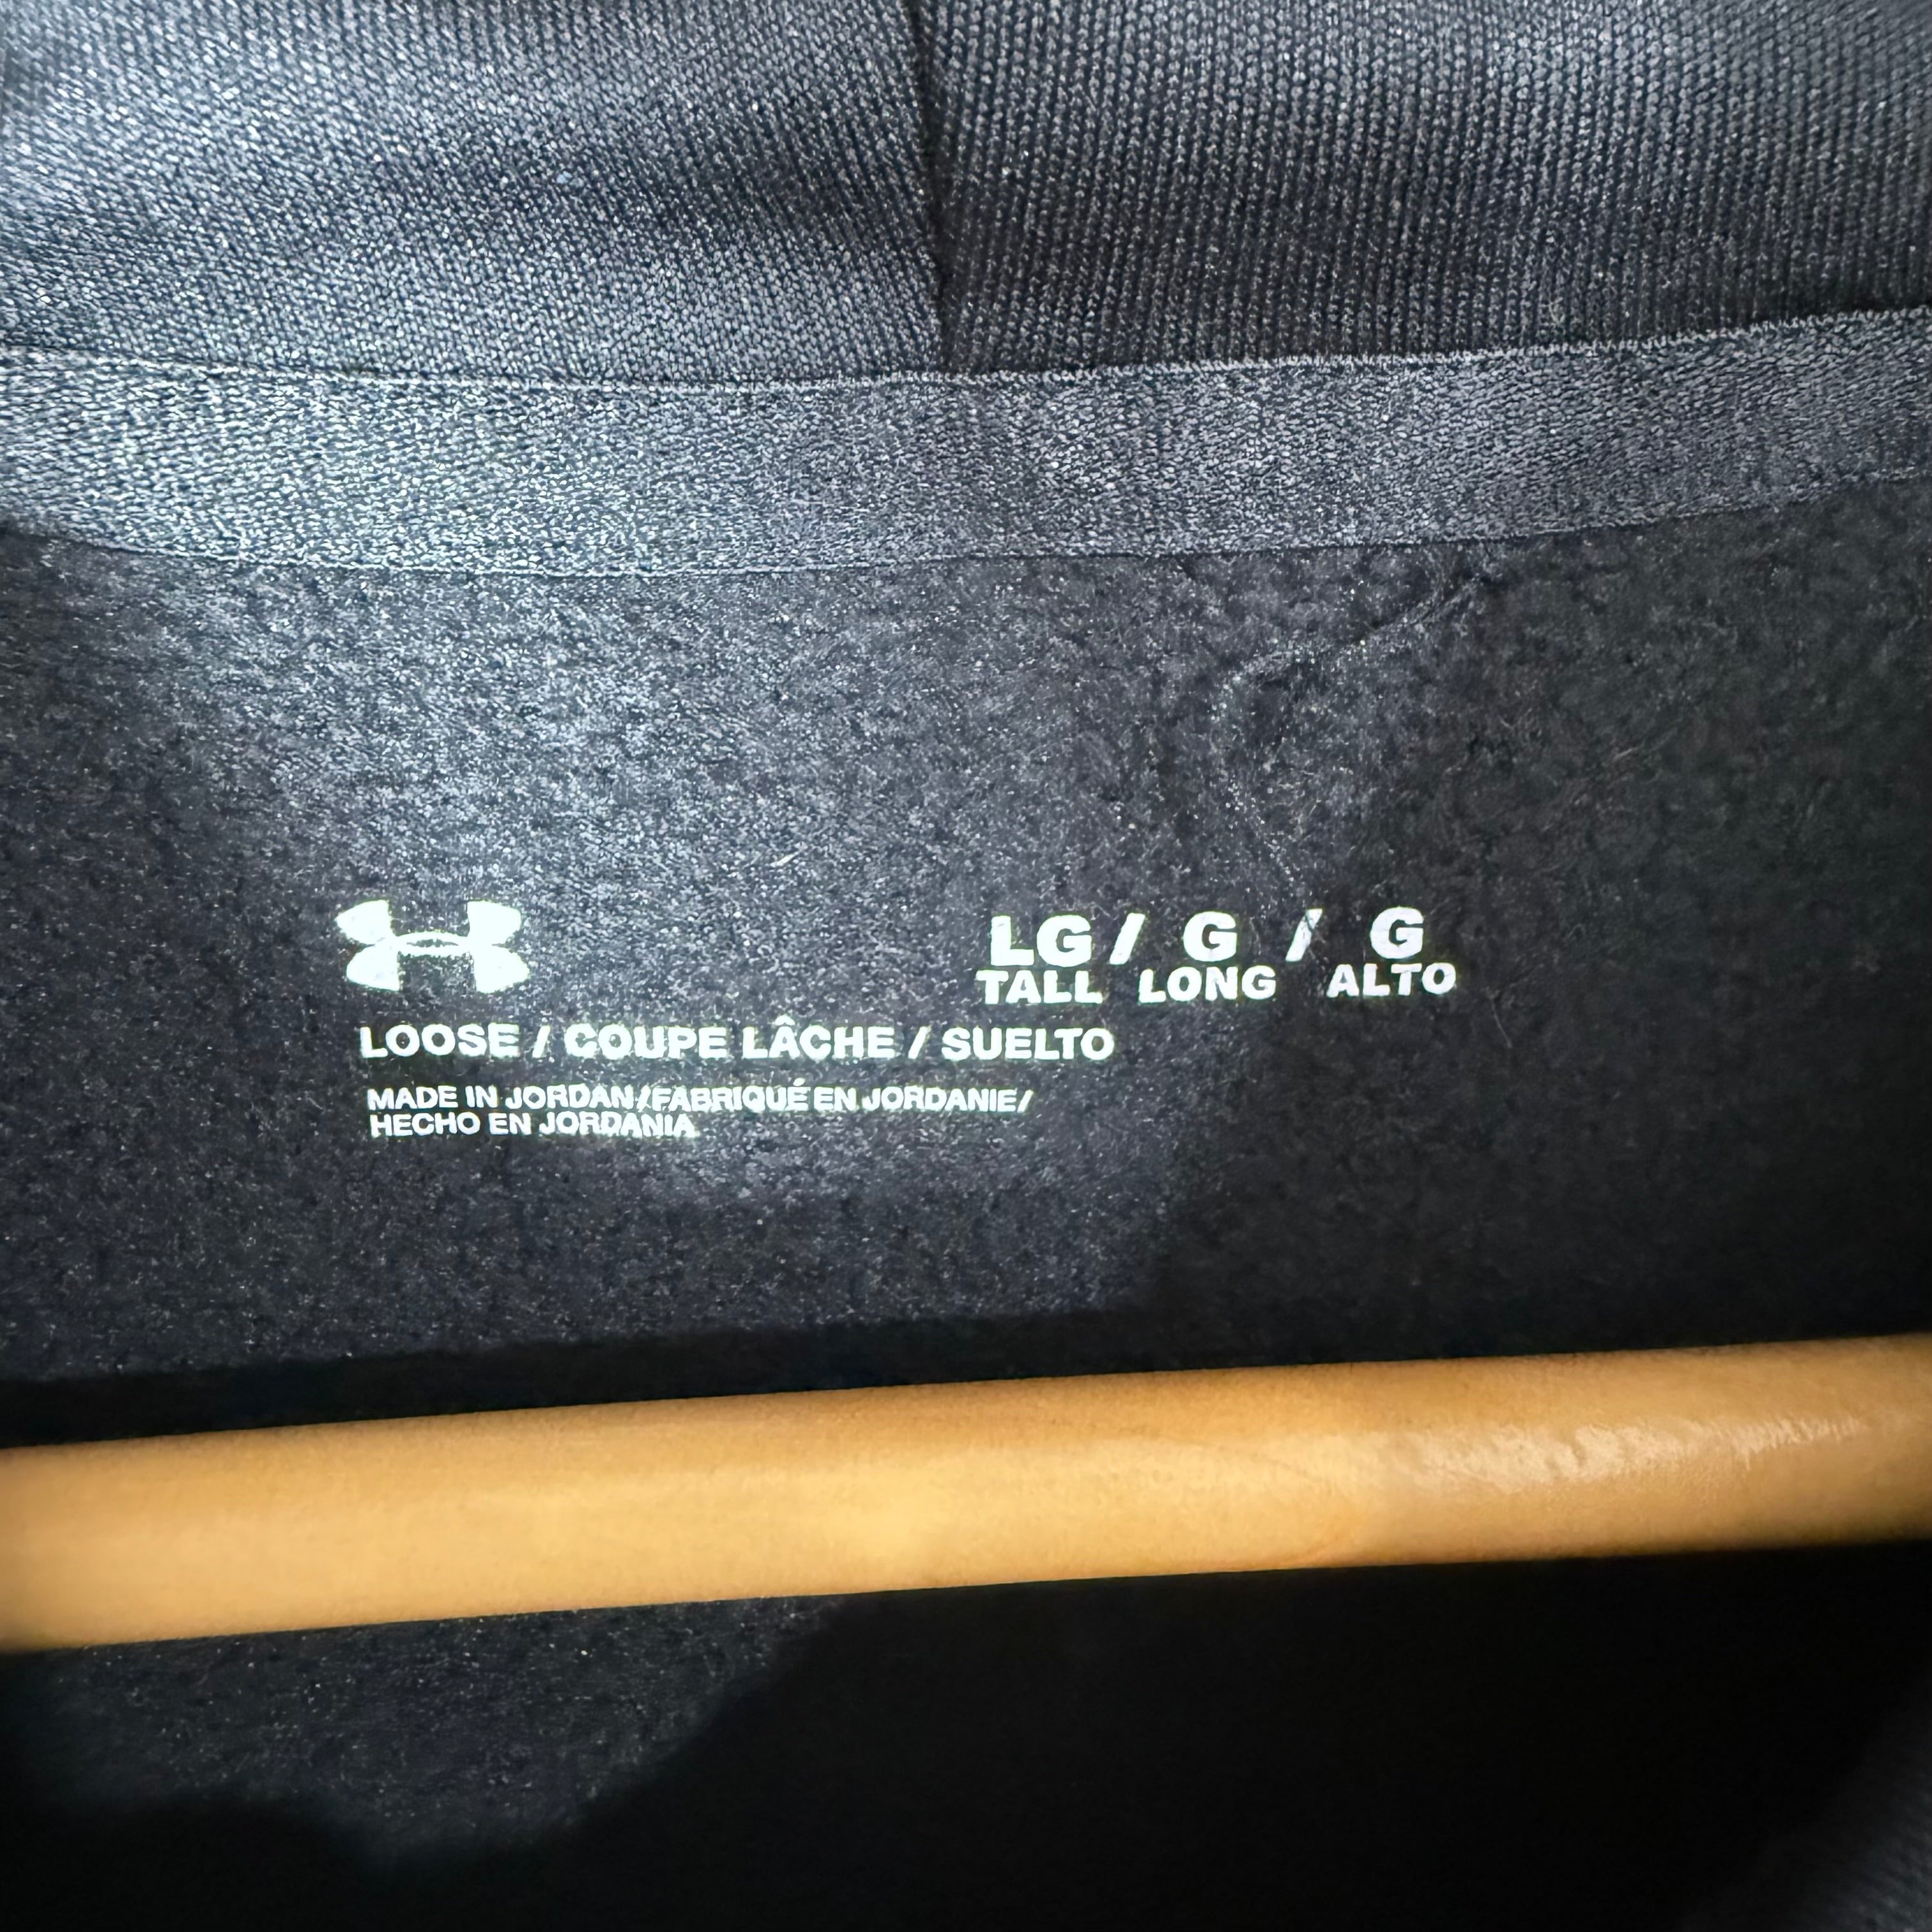 LG / G / G
TALL LONG ALTO
LOOSE / COUPE LÂCHE / SUELTO
MADE IN JORDAN/FABRIQUÉ EN JORDANIE/
HECHO EN JORDANIA